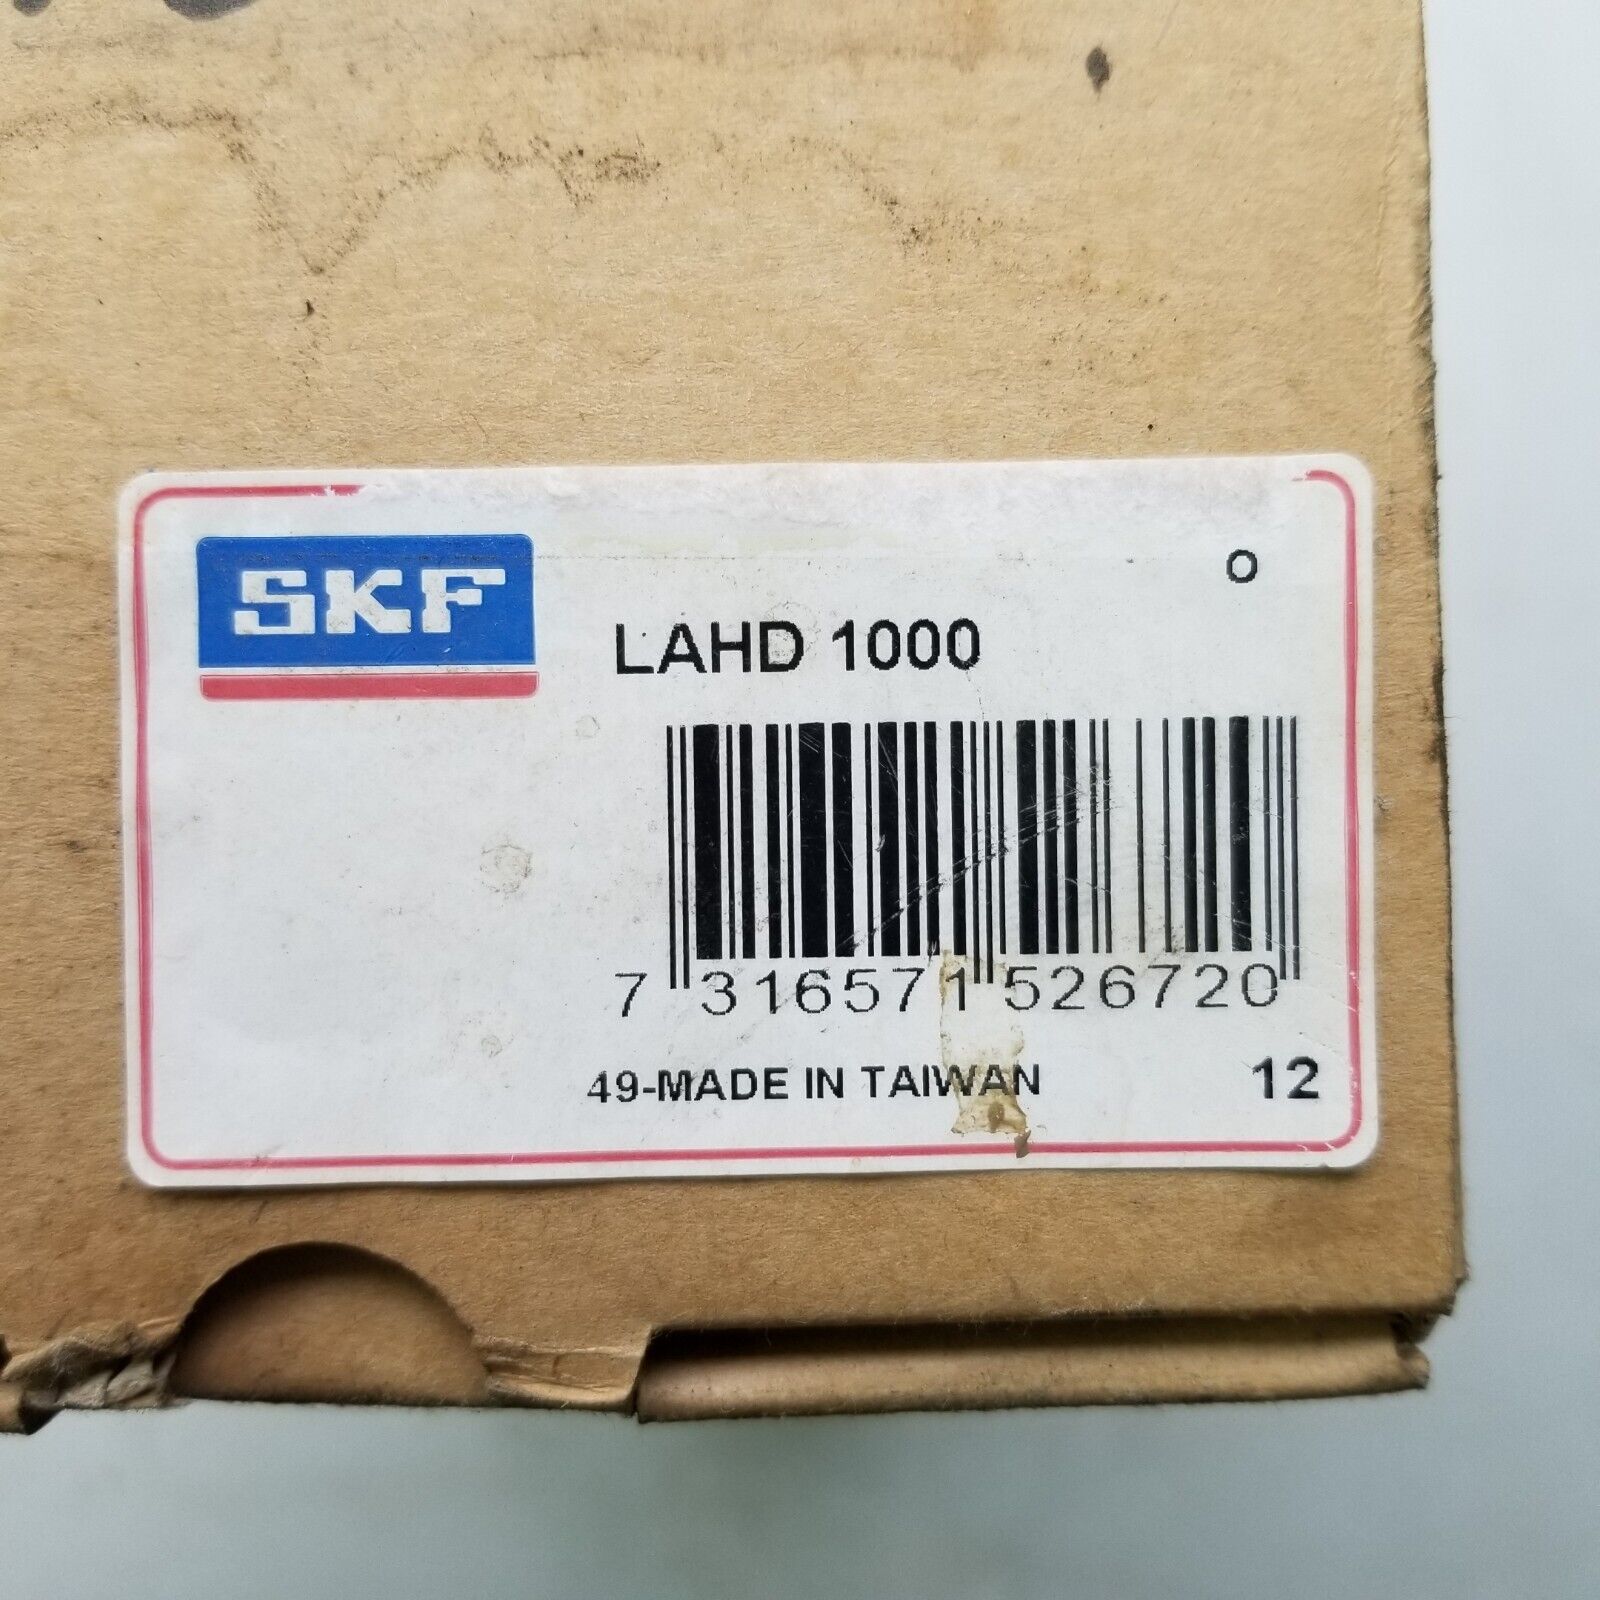 SKF
O
LAHD 1000
7 316571 526720
49-MADE IN TAIWAN 12